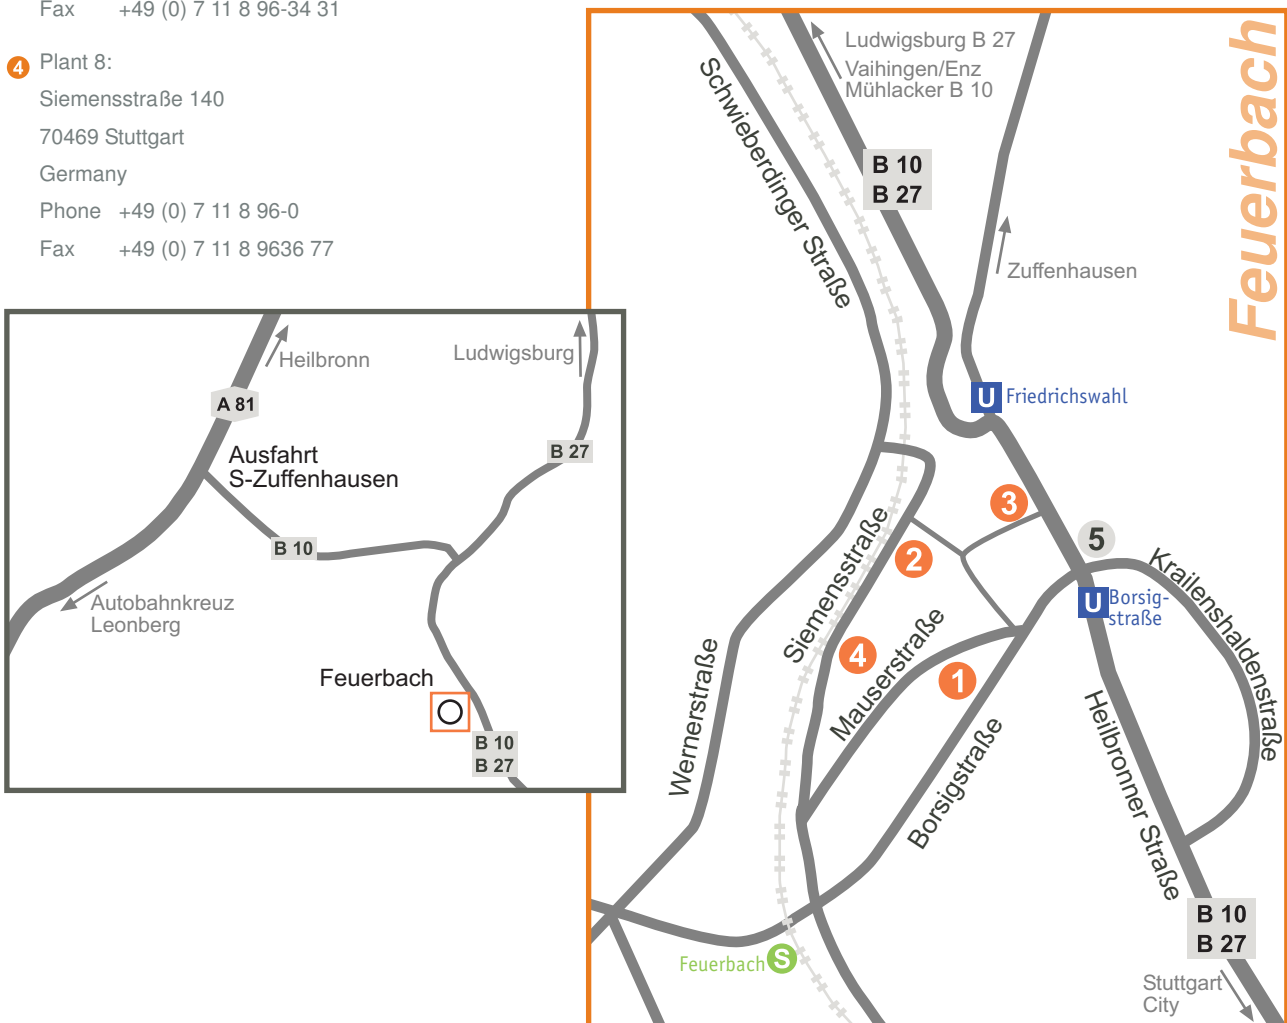 Fax +49 (0) 7 11 8 96-34 31
4 Plant 8:
Siemensstraße 140
70469 Stuttgart
Germany
Phone +49 (0) 7 11 8 96-0
Fax +49 (0) 7 11 8 9636 77
Heilbronn
Ludwigsburg
A 81
Ausfahrt
S-Zuffenhausen
B 27
B 10
Autobahnkreuz
Leonberg
Feuerbach
B 10
B 27
Feuerbach
Ludwigsburg B 27
Vaihingen/Enz
Mühlacker B 10
Schwieberdinger Straße
B 10
B 27
Zuffenhausen
U Friedrichswahl
3
5
2
Siemensstraße
Krailenshaldenstraße
U Borsig-
straße
4
Mauserstraße
1
Wernerstraße
Borsigstraße
Heilbronner Straße
B 10
B 27
Feuerbach S
Stuttgart
City